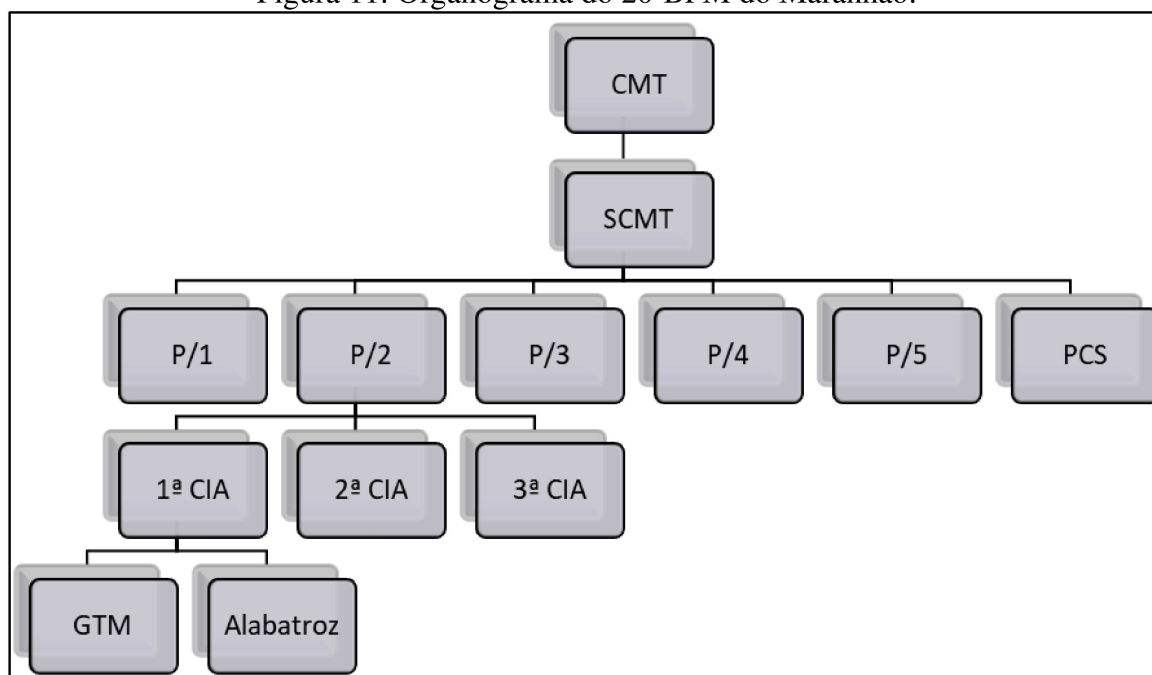 Figura 11: Organograma do 20 BPM do Maranhão.
CMT
SCMT
P/1
P/2
P/3
P/4
P/5
PCS
1ª CIA
2ª CIA
3ª CIA
GTM
Alabatroz